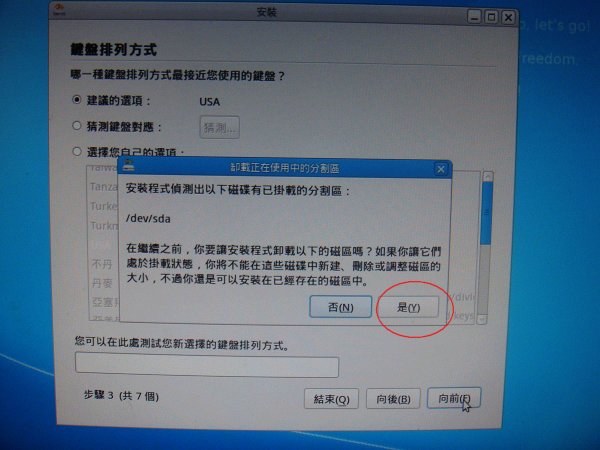 安裝
o, let's go!
鍵盤排列方式
reedom.
哪一種鍵盤排列方式最接近您使用的鍵盤？
建議的選項： USA
猜測鍵盤對應： 猜測...
選擇您自己的選項：
卸載正在使用中的分割區
Taiwan
安裝程式偵測出以下磁碟有已掛載的分割區：
Tanza
Turke
/dev/sda
Turkm
USA
在繼續之前，你要讓安裝程式卸載以下的磁區嗎？如果你讓它們
不丹
處於掛載狀態，你將不能在這些磁碟中新建、刪除或調整磁區的
丹麥
大小，不過你還是可以安裝在已經存在的磁區中。
亞塞拜
否(N) 是(Y)
您可以在此處測試您新選擇的鍵盤排列方式。
步驟 3 (共 7 個) 結束(Q) 向後(B) 向前(F)